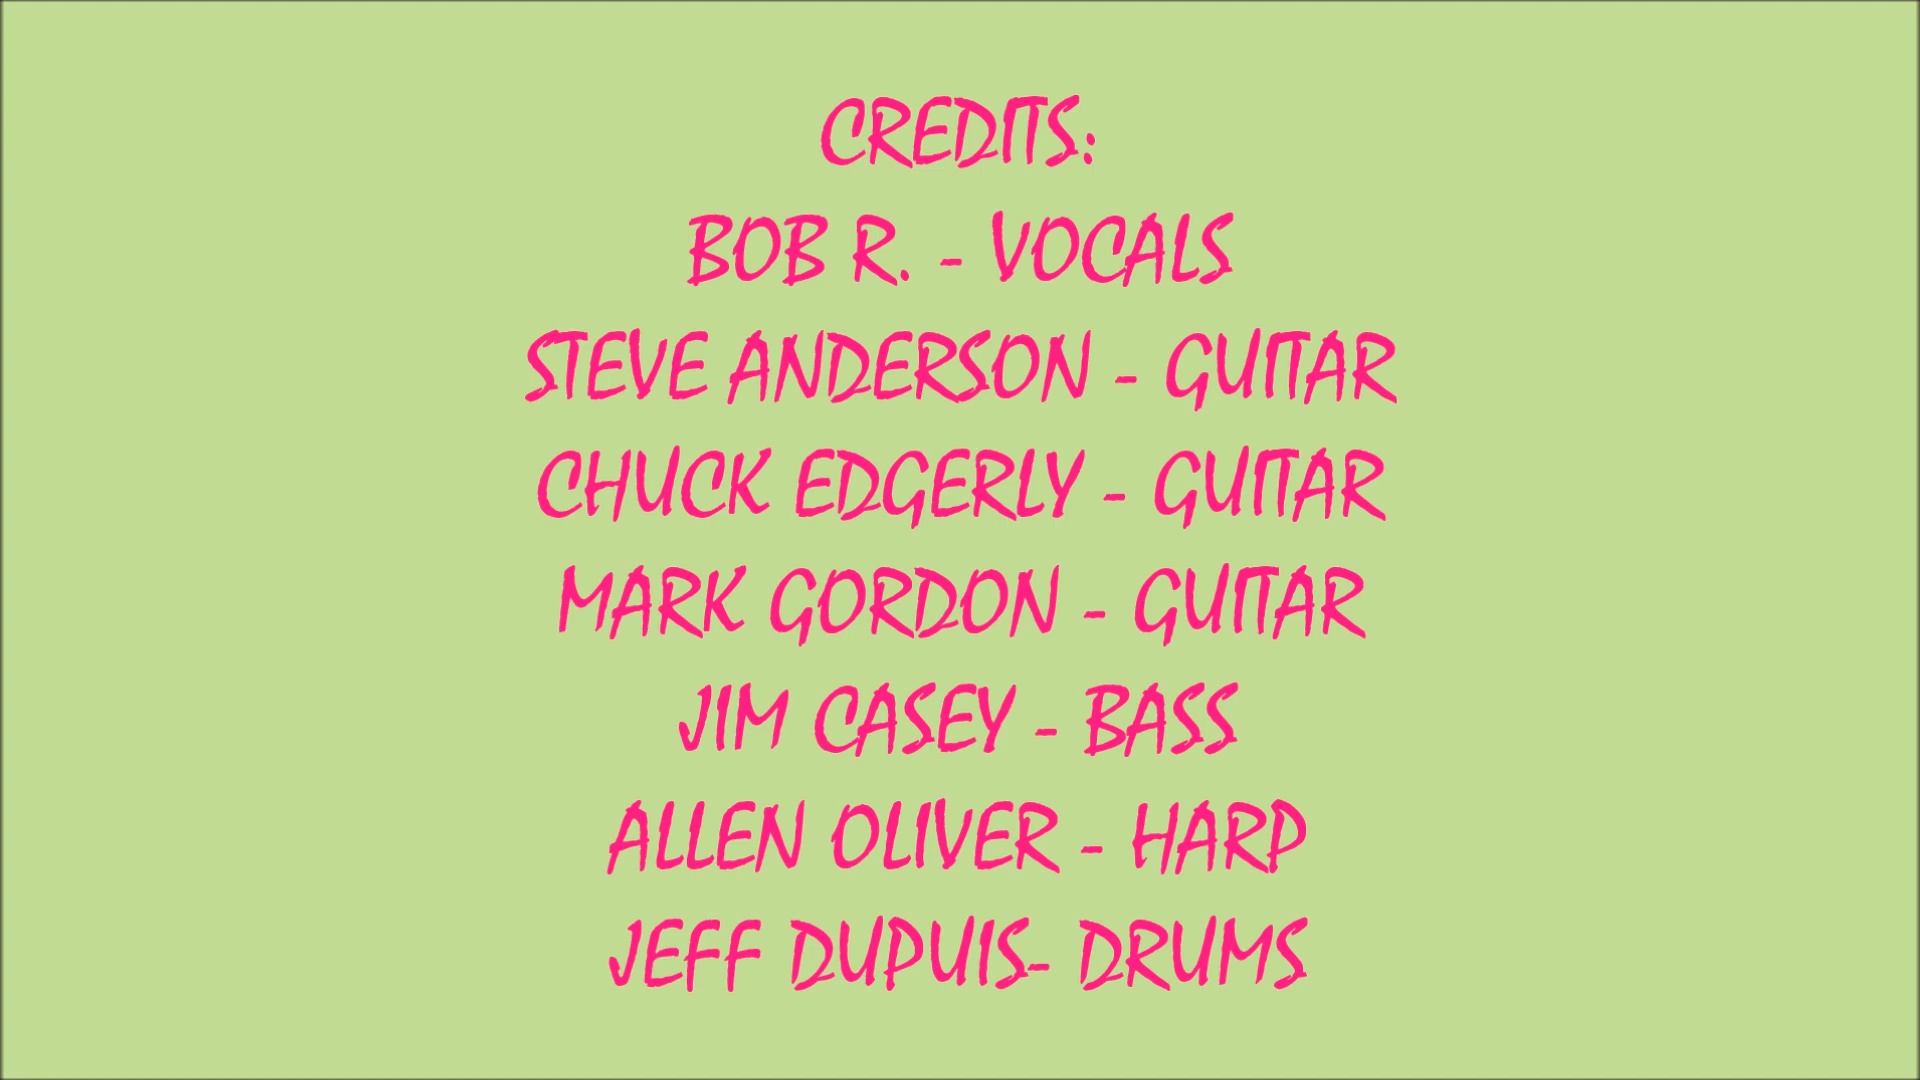 CREDITS:
BOB R. - VOCALS
STEVE ANDERSON - GUITAR
CHUCK EDGERLY - GUITAR
MARK GORDON - GUITAR
JIM CASEY - BASS
ALLEN OLIVER - HARP
JEFF DUPUIS- DRUMS